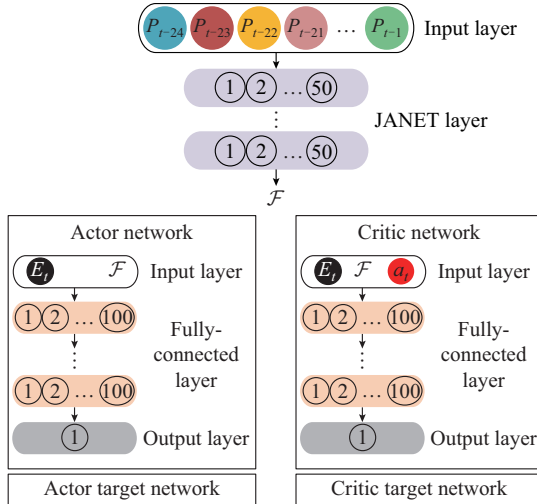 P_{t−24} P_{t−23} P_{t−22} P_{t−21} … P_{t−1} Input layer
1 2 … 50
⋮
JANET layer
1 2 … 50
ℱ
Actor network
E_t ℱ Input layer
1 2 … 100
⋮
Fully-
connected
layer
1 2 … 100
1 Output layer
Actor target network
Critic network
E_t ℱ a_t Input layer
1 2 … 100
⋮
Fully-
connected
layer
1 2 … 100
1 Output layer
Critic target network